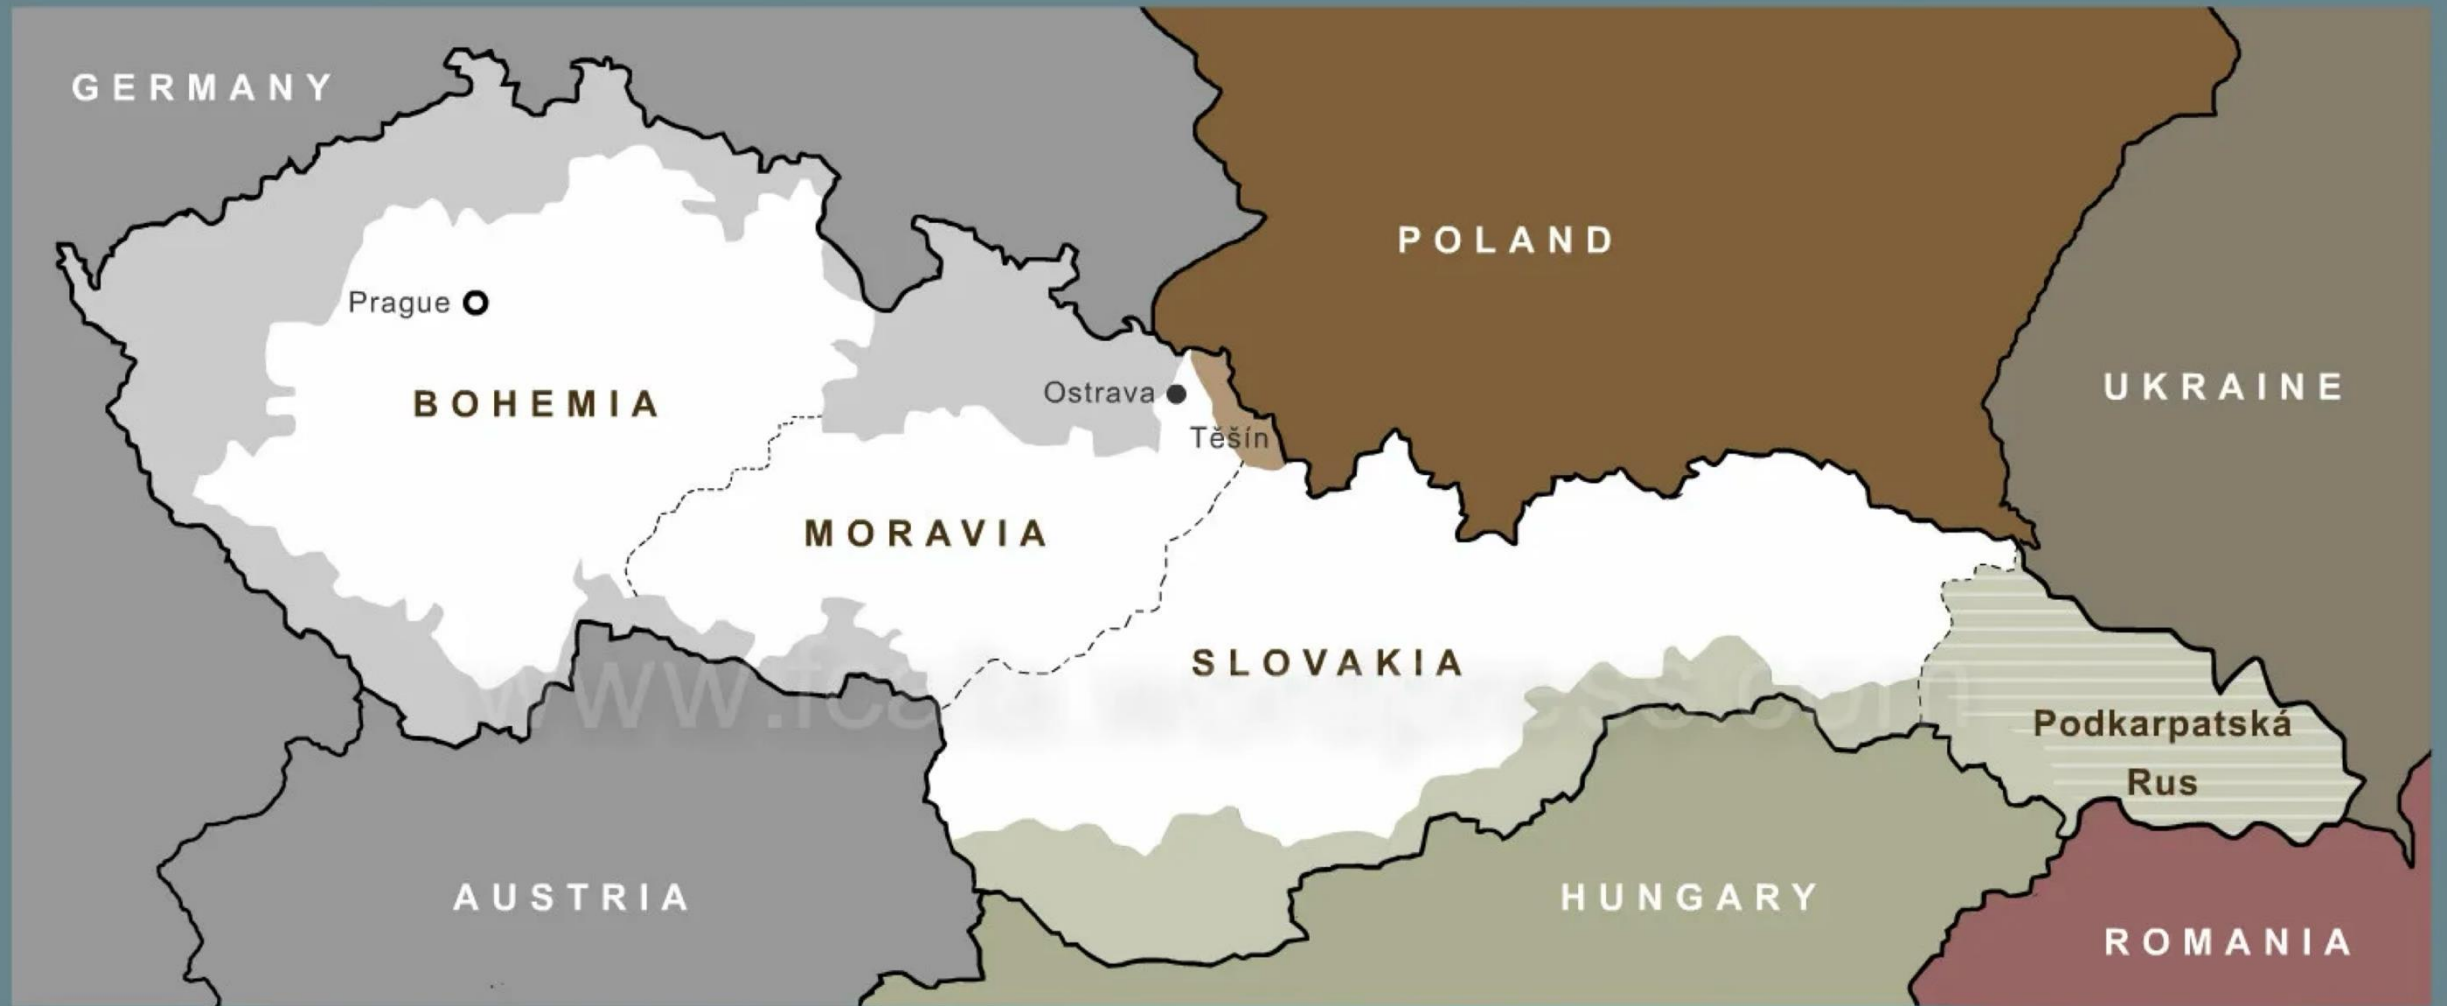 GERMANY
POLAND
UKRAINE
Prague
BOHEMIA
Ostrava
Těšín
MORAVIA
SLOVAKIA
Podkarpatská
Rus
AUSTRIA
HUNGARY
ROMANIA